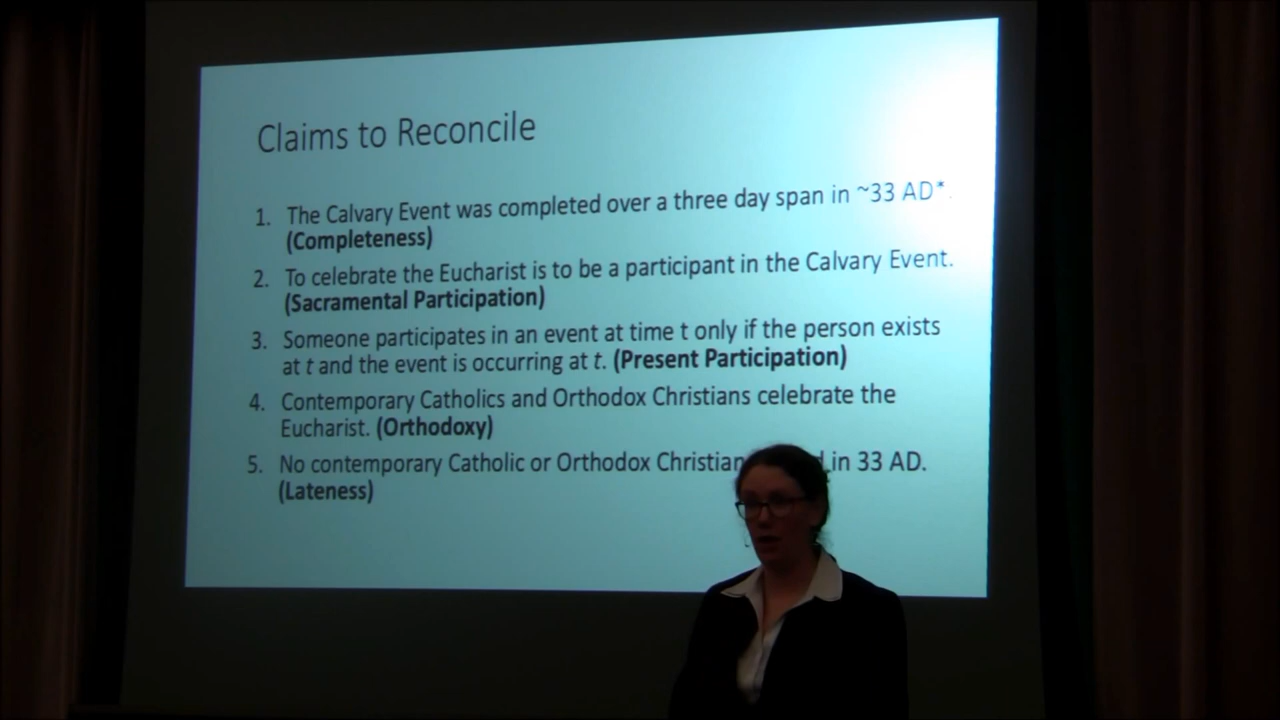 Claims to Reconcile
1. The Calvary Event was completed over a three day span in ~33 AD*.
(Completeness)
2. To celebrate the Eucharist is to be a participant in the Calvary Event.
(Sacramental Participation)
3. Someone participates in an event at time t only if the person exists
at t and the event is occurring at t. (Present Participation)
4. Contemporary Catholics and Orthodox Christians celebrate the
Eucharist. (Orthodoxy)
5. No contemporary Catholic or Orthodox Christian in 33 AD.
(Lateness)